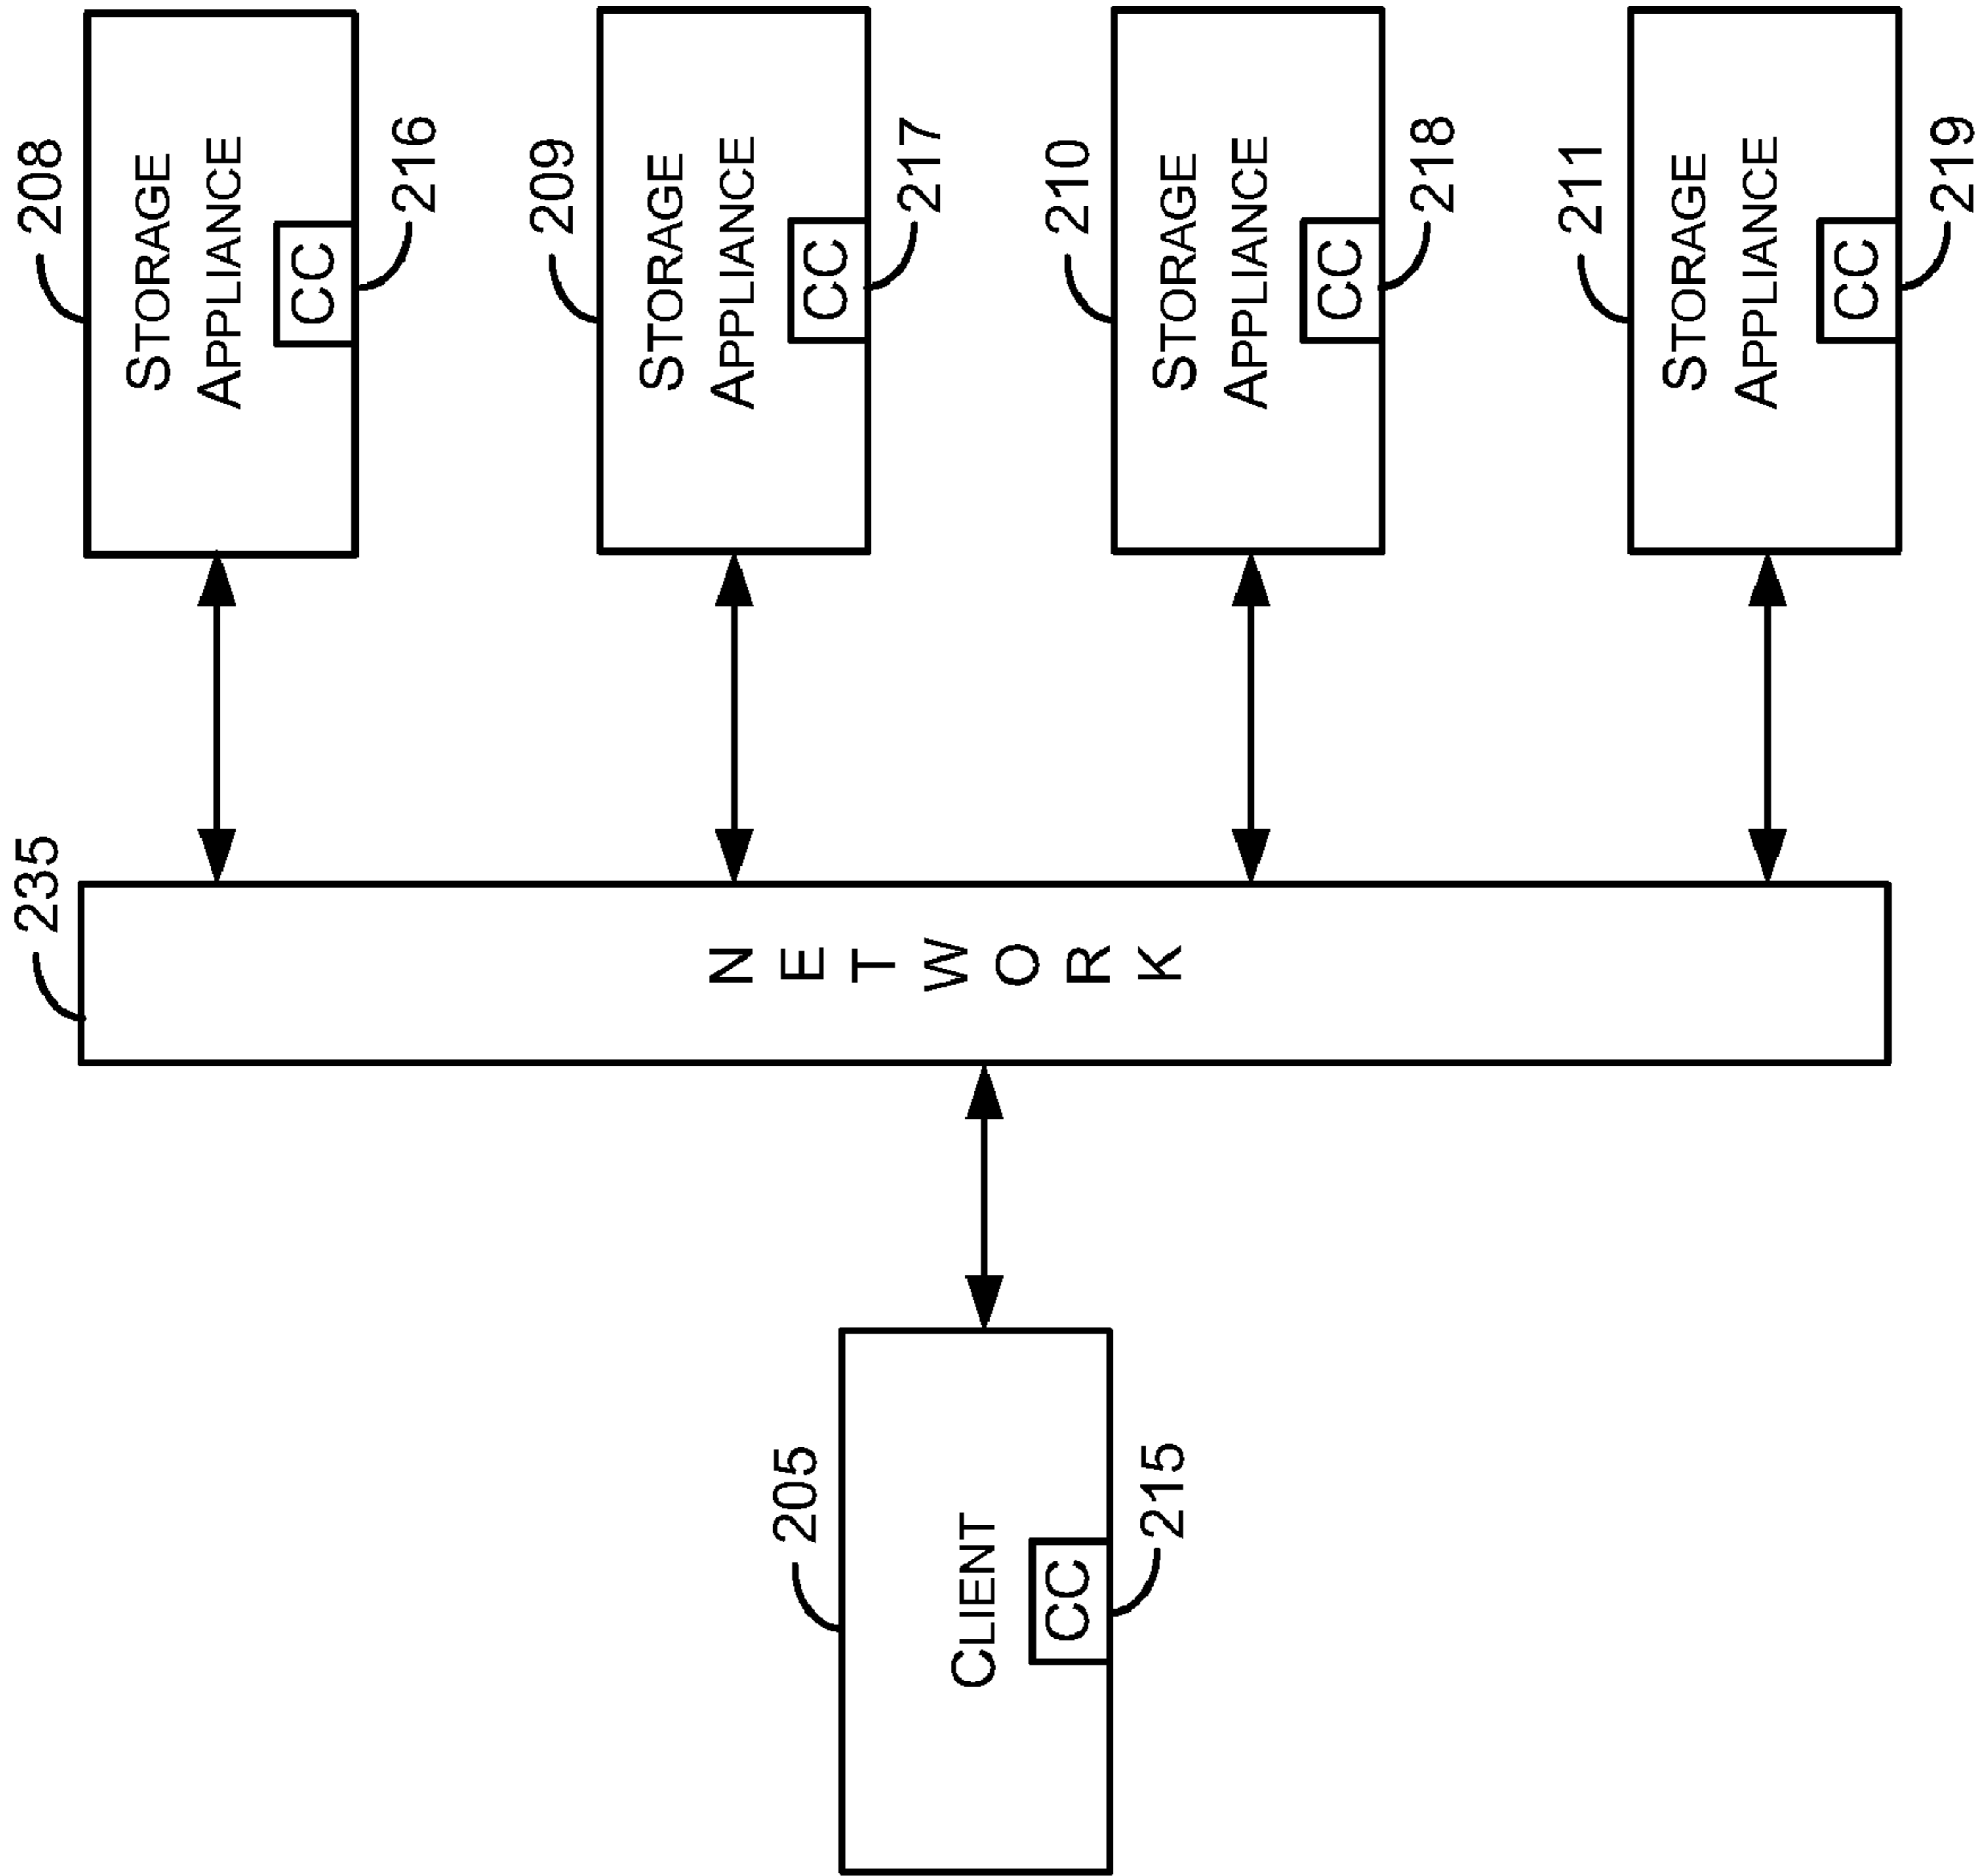 208
STORAGE
APPLIANCE
CC
216
209
STORAGE
APPLIANCE
CC
217
210
STORAGE
APPLIANCE
CC
218
211
STORAGE
APPLIANCE
CC
219
235
NETWORK
205
CLIENT
CC
215